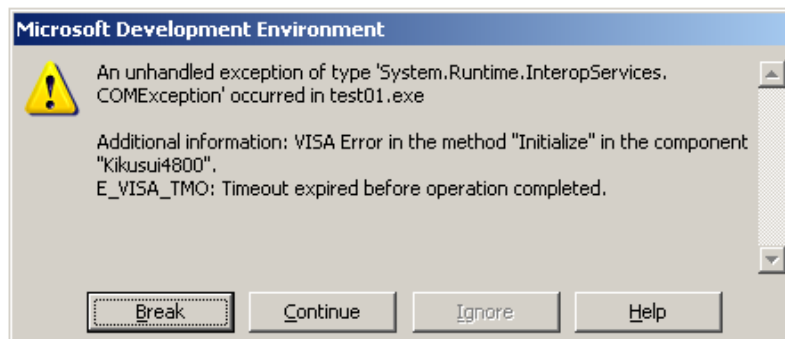 Microsoft Development Environment
An unhandled exception of type 'System.Runtime.InteropServices.
COMException' occurred in test01.exe
Additional information: VISA Error in the method "Initialize" in the component
"Kikusui4800".
E_VISA_TMO: Timeout expired before operation completed.
Break Continue Ignore Help